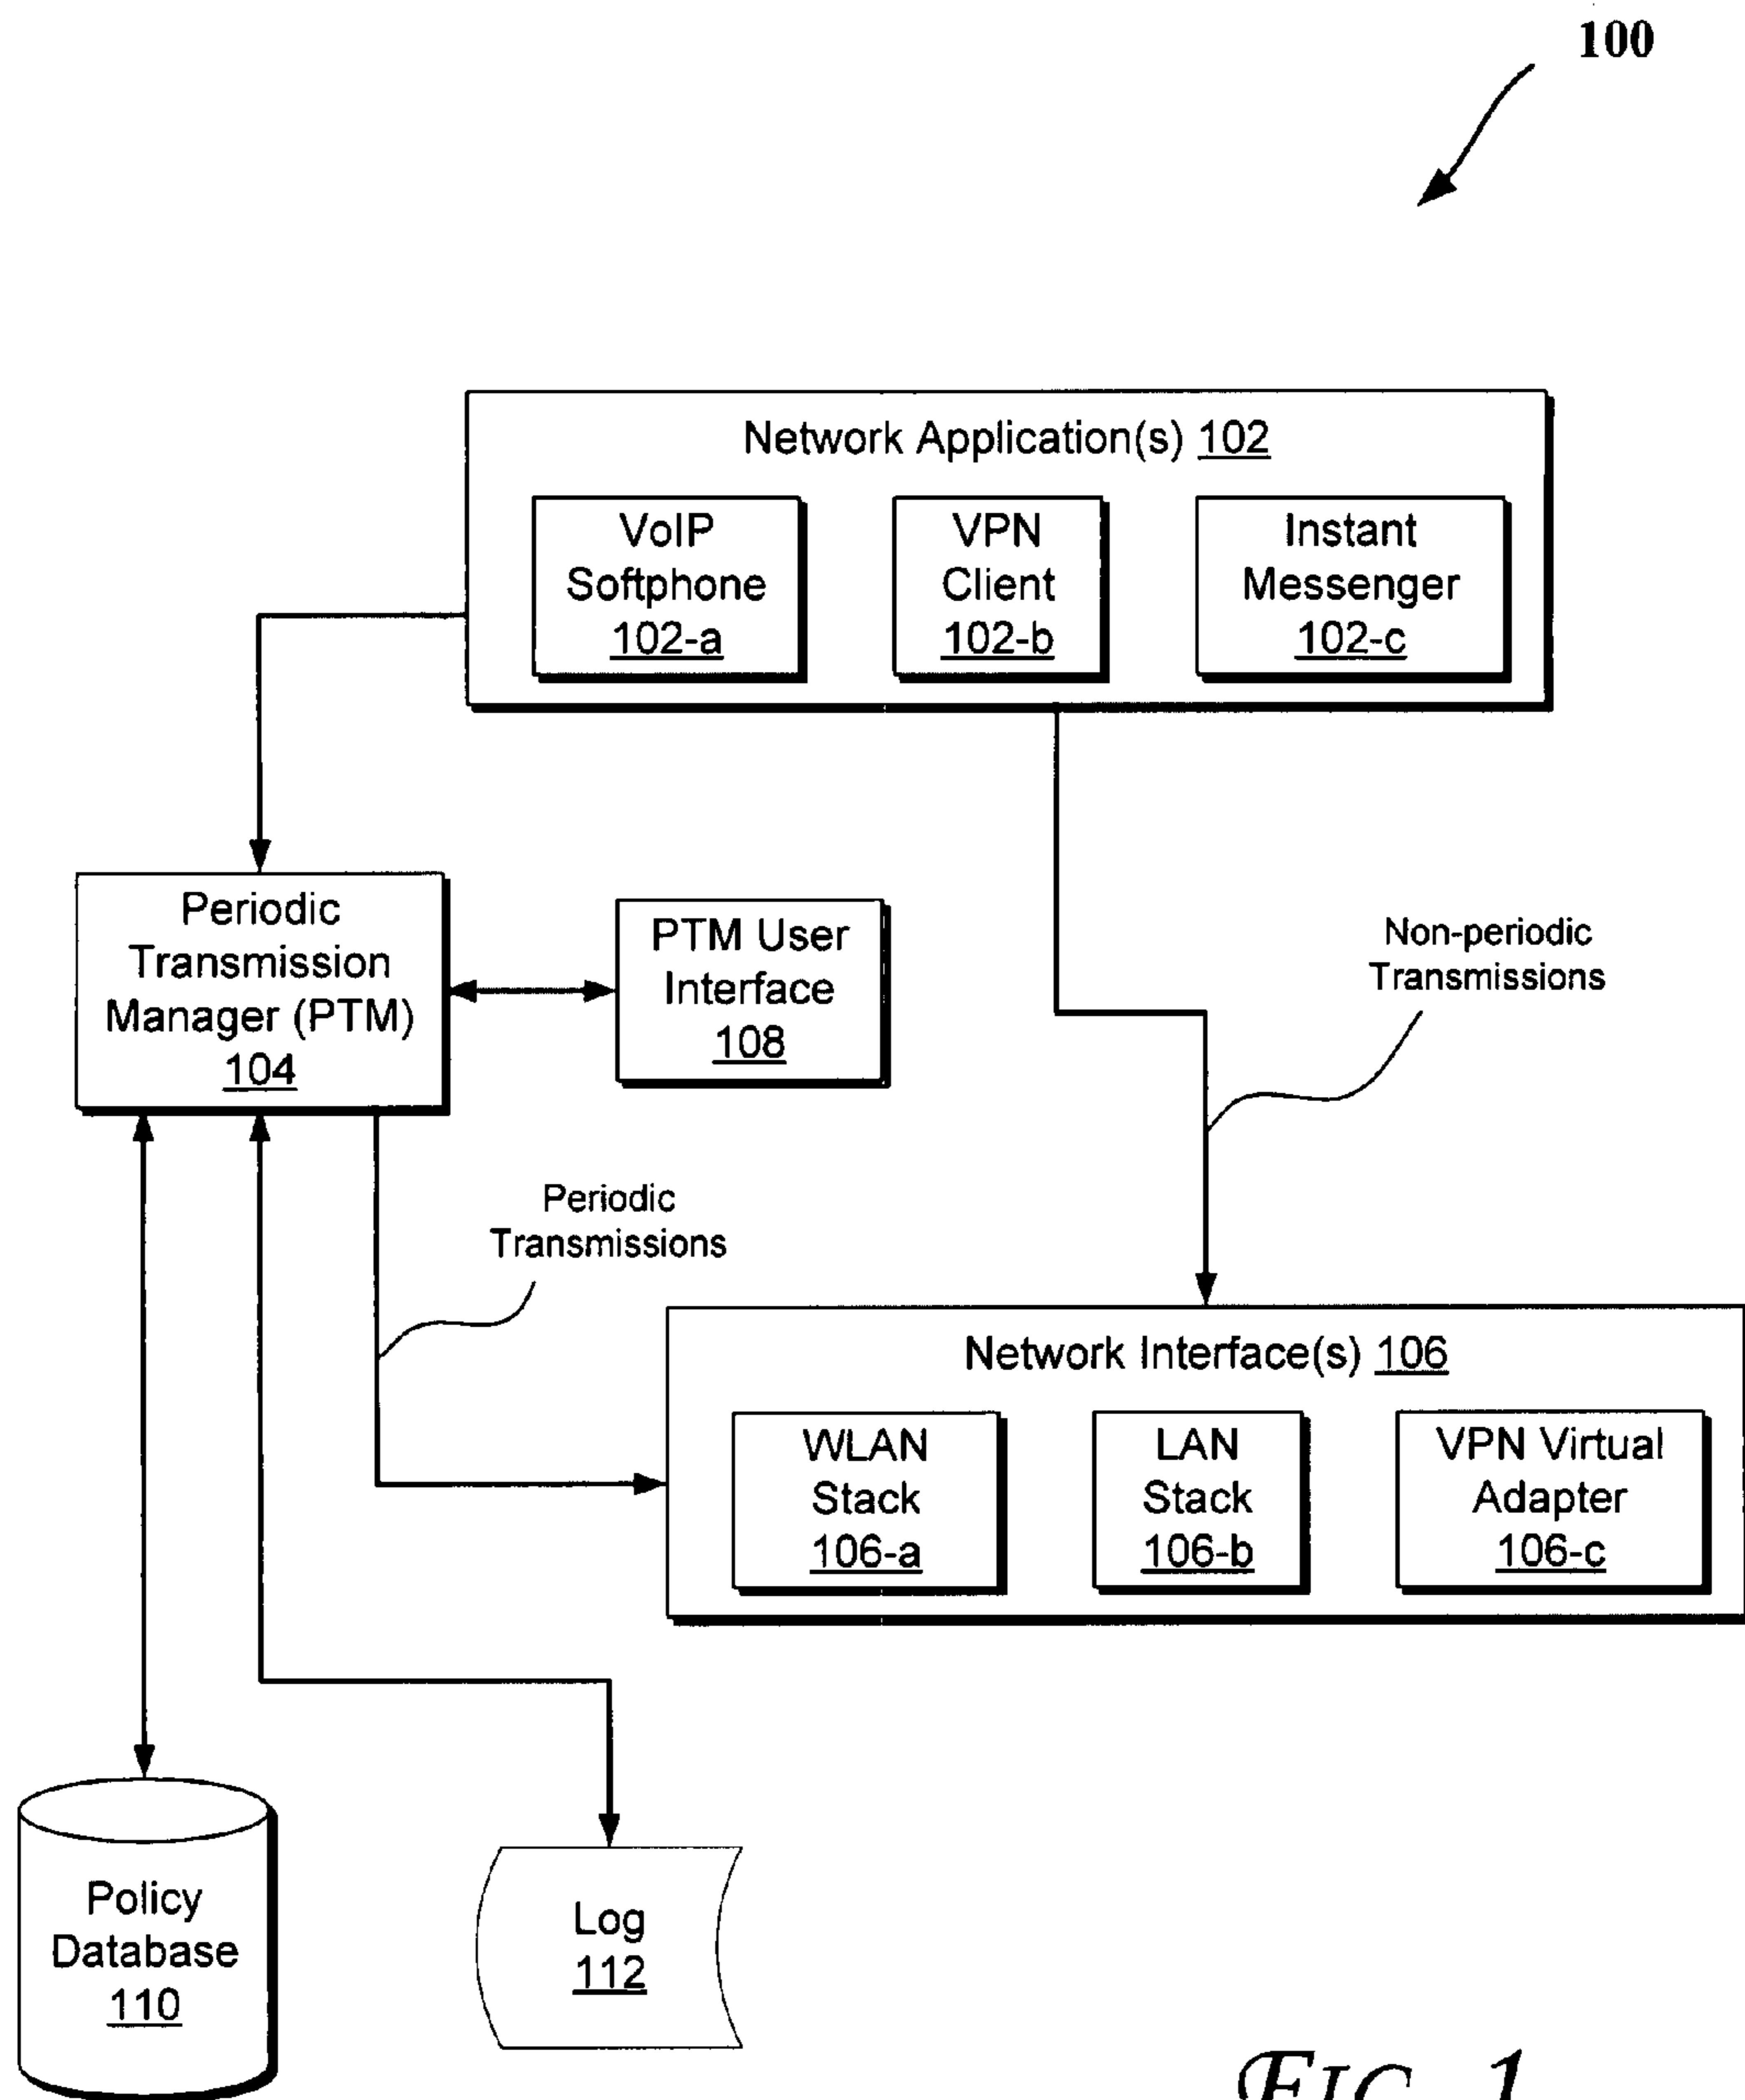 100
Network Application(s) 102
VoIP
Softphone
102-a
VPN
Client
102-b
Instant
Messenger
102-c
Periodic
Transmission
Manager (PTM)
104
PTM User
Interface
108
Non-periodic
Transmissions
Periodic
Transmissions
Network Interface(s) 106
WLAN
Stack
106-a
LAN
Stack
106-b
VPN Virtual
Adapter
106-c
Policy
Database
110
Log
112
FIG. 1